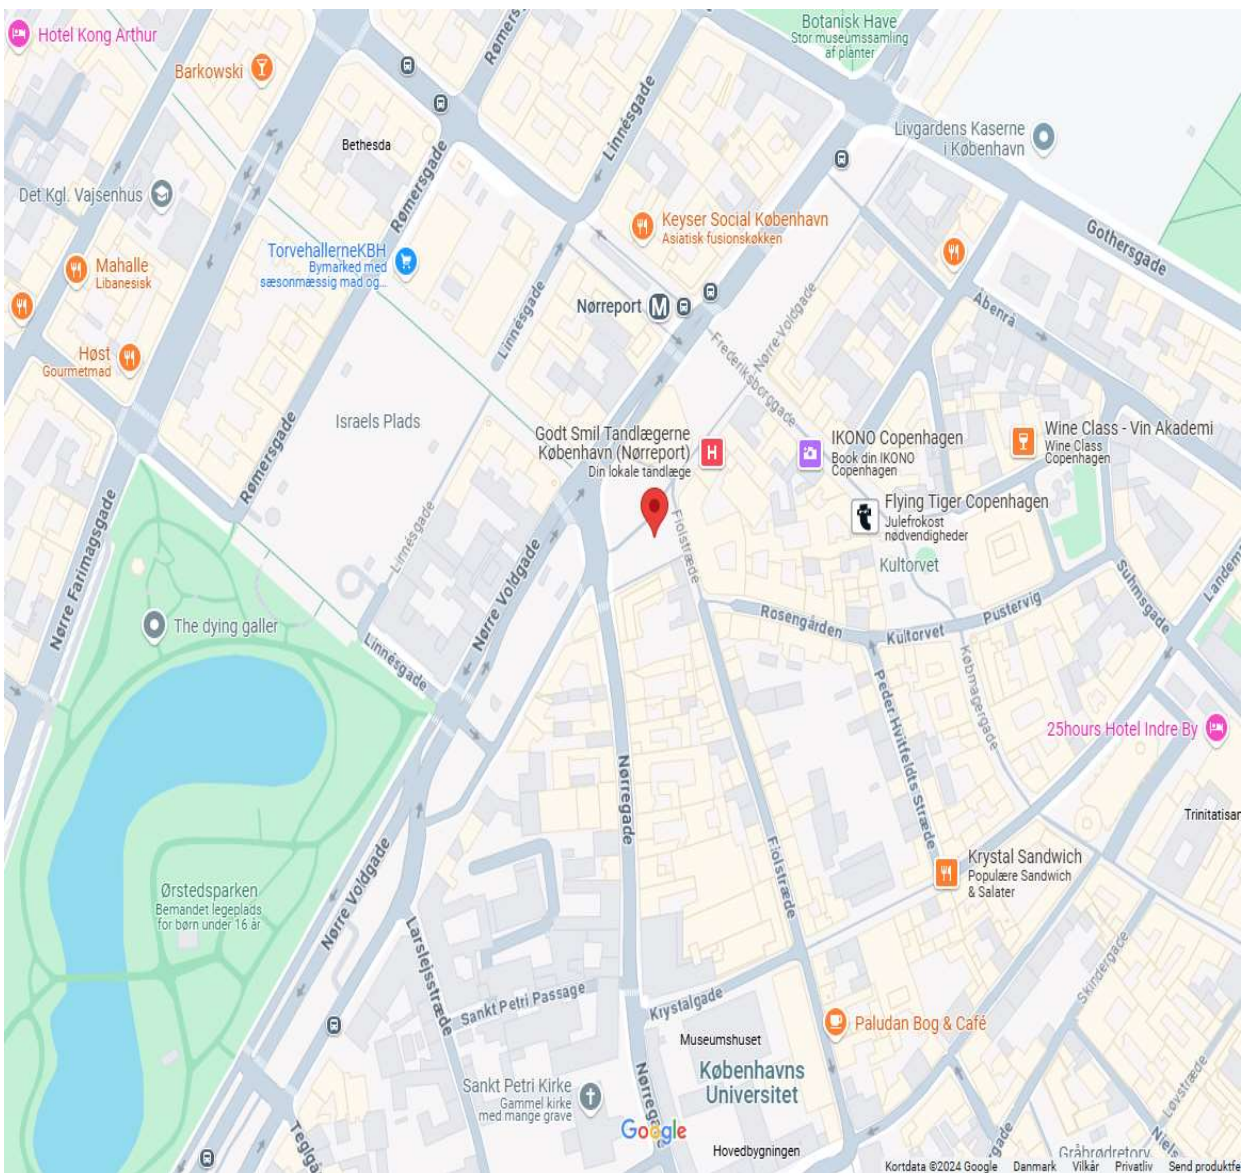 Botanisk Have
Stor museumssamling
af planter
Hotel Kong Arthur
Barkowski
Rømersgade
Linnésgade
Livgardens Kaserne
i København
Bethesda
Det Kgl. Vajsenhus
Rømersgade
Keyser Social København
Asiatisk fusionskøkken
Gothersgade
TorvehallerneKBH
Bymarked med
sæsonmæssig mad og...
Mahalle
Libanesisk
Nørreport
M
Linnésgade
Nørre Voldgade
Frederiksborggade
Åbenrå
Høst
Gourmetmad
Israels Plads
Rømersgade
Godt Smil Tandlægerne
København (Nørreport)
Din lokale tandlæge
H
IKONO Copenhagen
Book din IKONO
Copenhagen
Wine Class - Vin Akademi
Wine Class
Copenhagen
Flying Tiger Copenhagen
Julefrokost
nødvendigheder
Kultorvet
Linnésgade
Fiolstræde
Nørre Farimagsgade
Nørre Voldgade
Suhmsgade
Landemæ
The dying galler
Linnésgade
Rosengården
Kultorvet
Pustervig
Købmagergade
Peder Hvitfeldts Stræde
25hours Hotel Indre By
Nørregade
Trinitatisan
Fiolstræde
Krystal Sandwich
Populære Sandwich
& Salater
Ørstedsparken
Bemandet legeplads
for børn under 16 år
Nørre Voldgade
Larslejsstræde
Sankt Petri Passage
Krystalgade
Skindergade
Paludan Bog & Café
Museumshuset
Københavns
Universitet
Sankt Petri Kirke
Gammel kirke
med mange grave
Nørregade
Løvstræde
Teglgå
Google
Hovedbygningen
Gråbrødretorv
Niels
Kortdata ©2024 Google Danmark Vilkår Privatliv Send produktfe